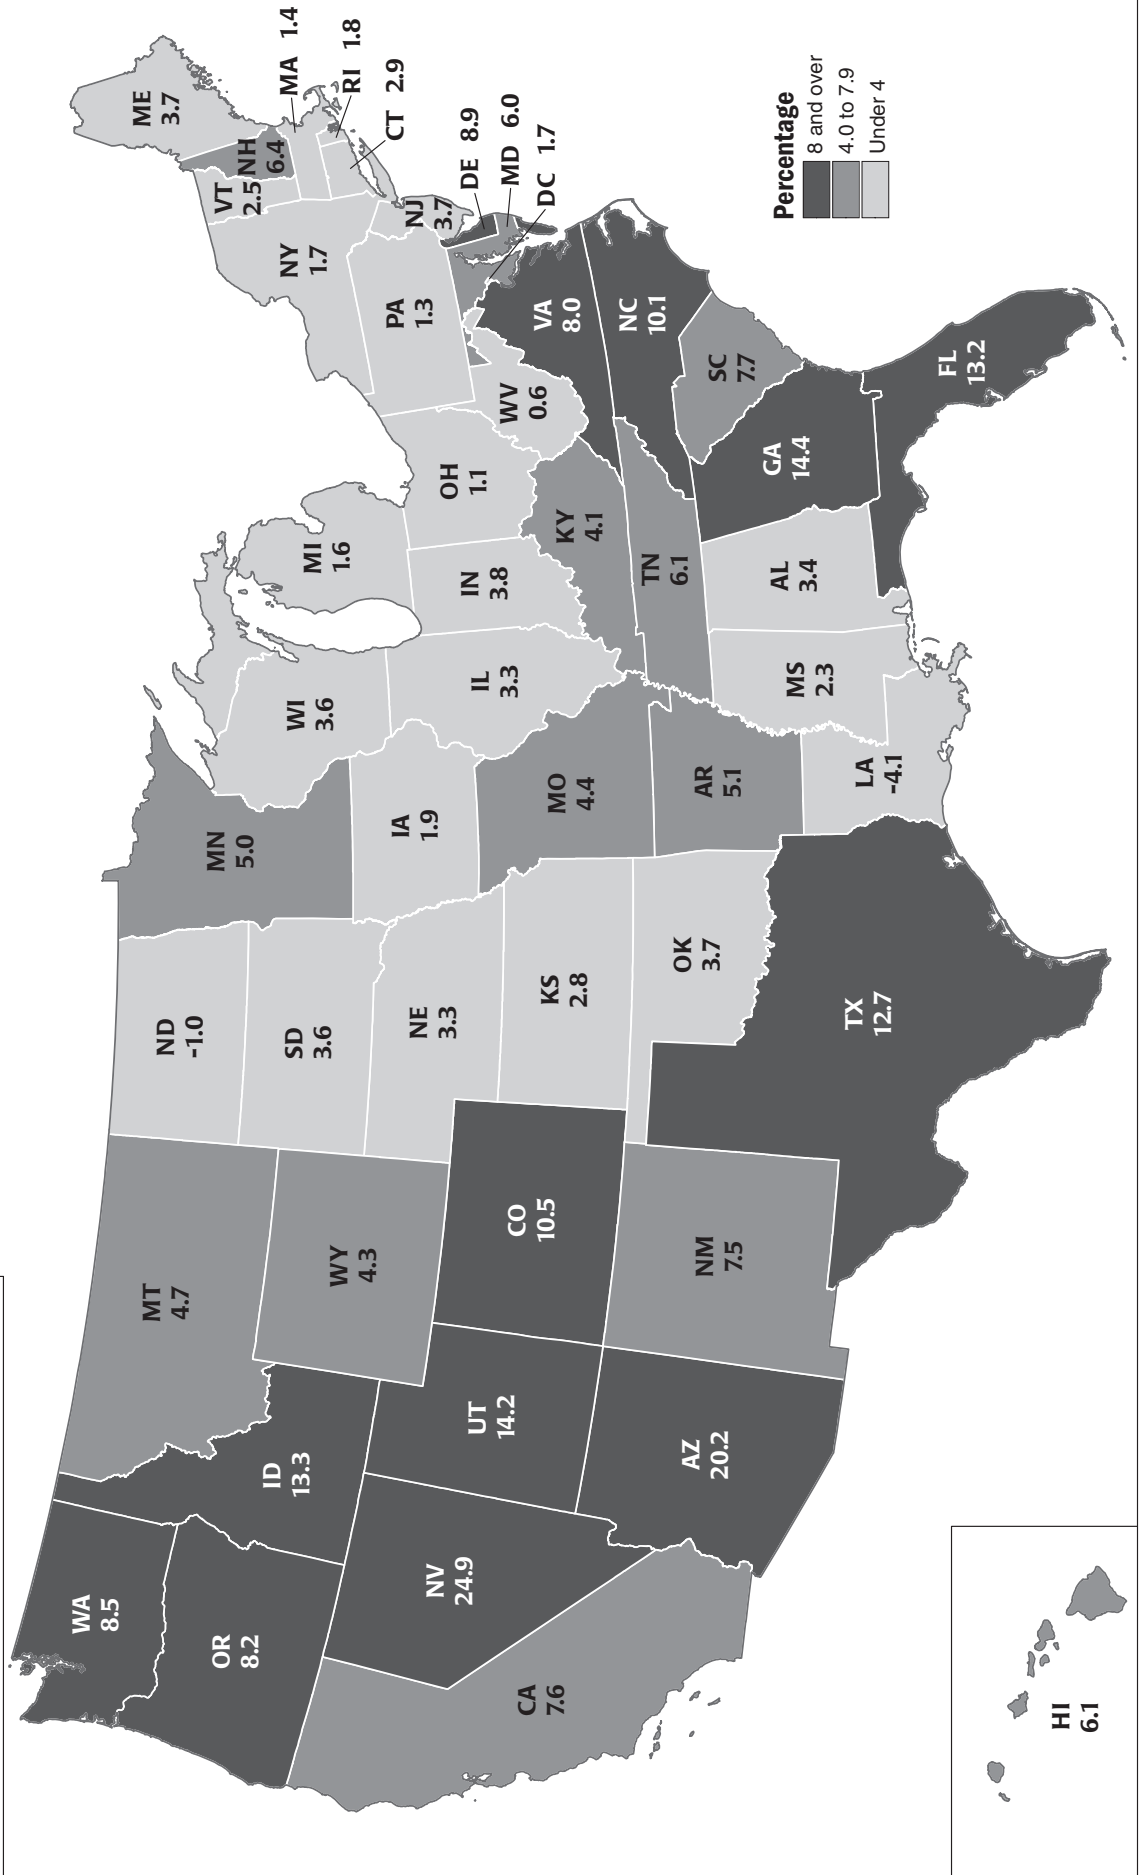 WA
8.5
OR
8.2
CA
7.6
NV
24.9
ID
13.3
MT
4.7
WY
4.3
UT
14.2
AZ
20.2
CO
10.5
NM
7.5
ND
-1.0
SD
3.6
NE
3.3
KS
2.8
OK
3.7
TX
12.7
MN
5.0
IA
1.9
MO
4.4
AR
5.1
LA
-4.1
WI
3.6
IL
3.3
MS
2.3
MI
1.6
IN
3.8
KY
4.1
TN
6.1
AL
3.4
OH
1.1
WV
0.6
GA
14.4
FL
13.2
SC
7.7
NC
10.1
VA
8.0
PA
1.3
NY
1.7
VT
2.5
NH
6.4
ME
3.7
MA 1.4
RI 1.8
CT 2.9
NJ
3.7
DE 8.9
MD 6.0
DC 1.7
HI
6.1
Percentage
8 and over
4.0 to 7.9
Under 4